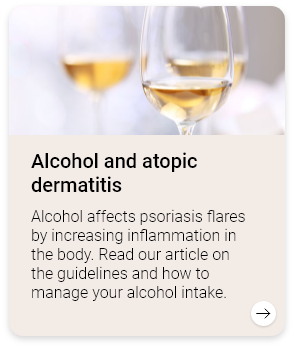 Alcohol and atopic
dermatitis
Alcohol affects psoriasis flares
by increasing inflammation in
the body. Read our article on
the guidelines and how to
manage your alcohol intake.